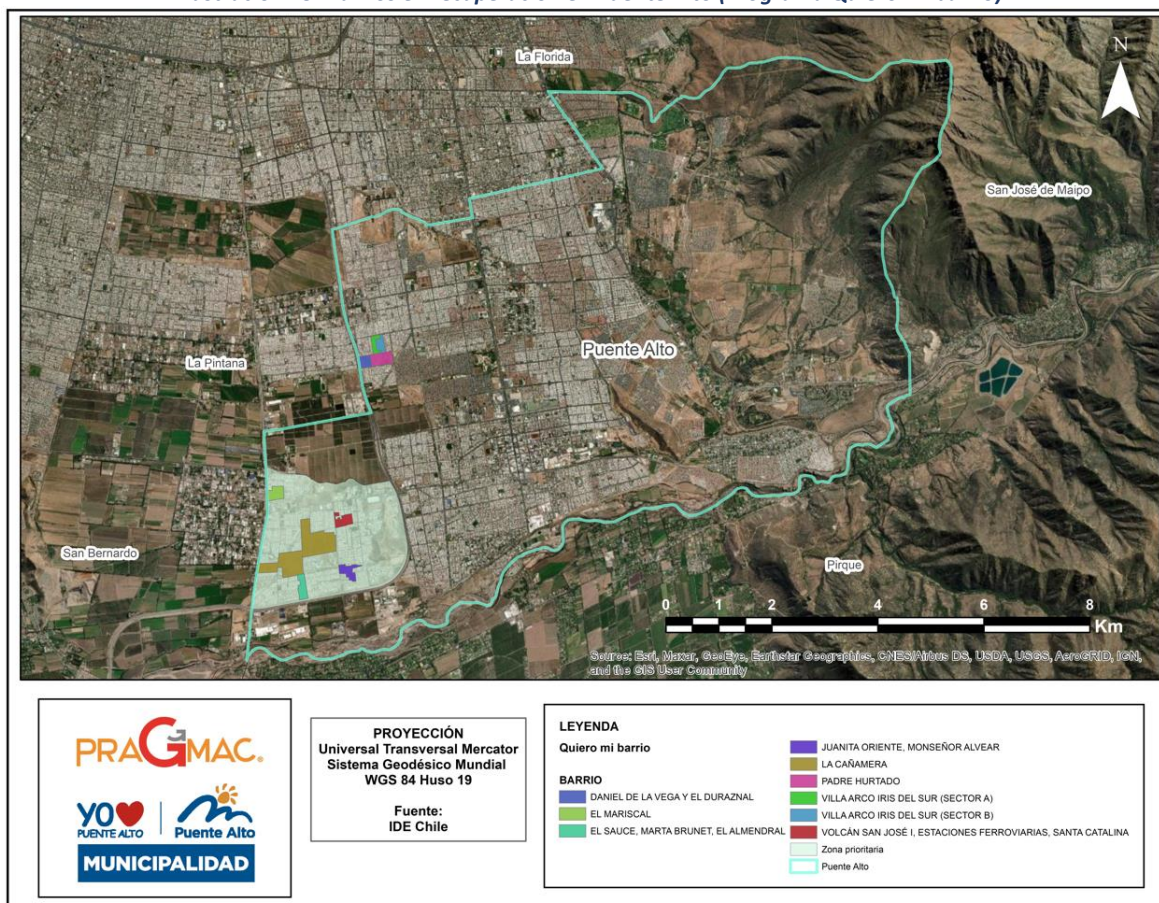 La Florida
N
San José de Maipo
La Pintana
Puente Alto
San Bernardo
Pirque
0 1 2 4 6 8
Km
Source: Esri, Maxar, GeoEye, Earthstar Geographics, CNES/Airbus DS, USDA, USGS, AeroGRID, IGN,
and the GIS User Community
PRAGMAC®
YO PUENTE ALTO
Puente Alto
MUNICIPALIDAD
PROYECCIÓN
Universal Transversal Mercator
Sistema Geodésico Mundial
WGS 84 Huso 19
Fuente:
IDE Chile
LEYENDA
Quiero mi barrio
BARRIO
DANIEL DE LA VEGA Y EL DURAZNAL
EL MARISCAL
EL SAUCE, MARTA BRUNET, EL ALMENDRAL
JUANITA ORIENTE, MONSEÑOR ALVEAR
LA CAÑAMERA
PADRE HURTADO
VILLA ARCO IRIS DEL SUR (SECTOR A)
VILLA ARCO IRIS DEL SUR (SECTOR B)
VOLCÁN SAN JOSÉ I, ESTACIONES FERROVIARIAS, SANTA CATALINA
Zona prioritaria
Puente Alto